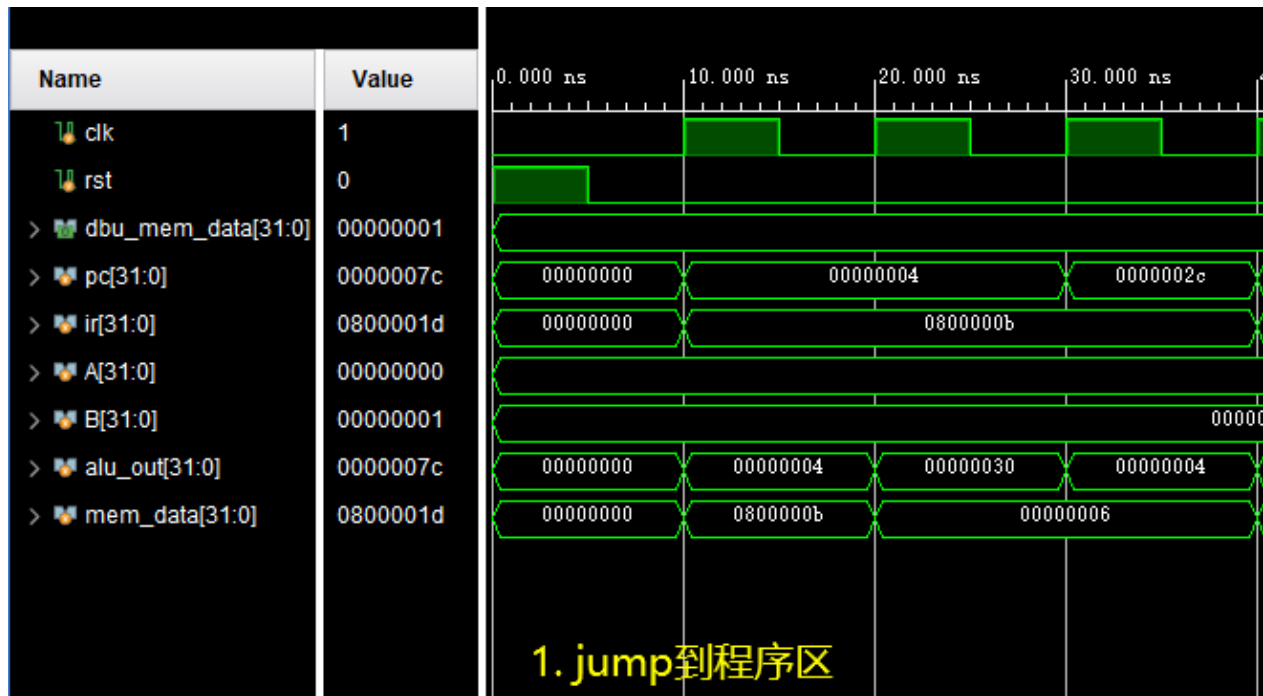 Name Value 0.000 ns 10.000 ns 20.000 ns 30.000 ns
clk 1
rst 0
dbu_mem_data[31:0] 00000001
pc[31:0] 0000007c 00000000 00000004 0000002c
ir[31:0] 0800001d 00000000 0800000b
A[31:0] 00000000
B[31:0] 00000001
alu_out[31:0] 0000007c 00000000 00000004 00000030 00000004
mem_data[31:0] 0800001d 00000000 0800000b 00000006
1. jump到程序区